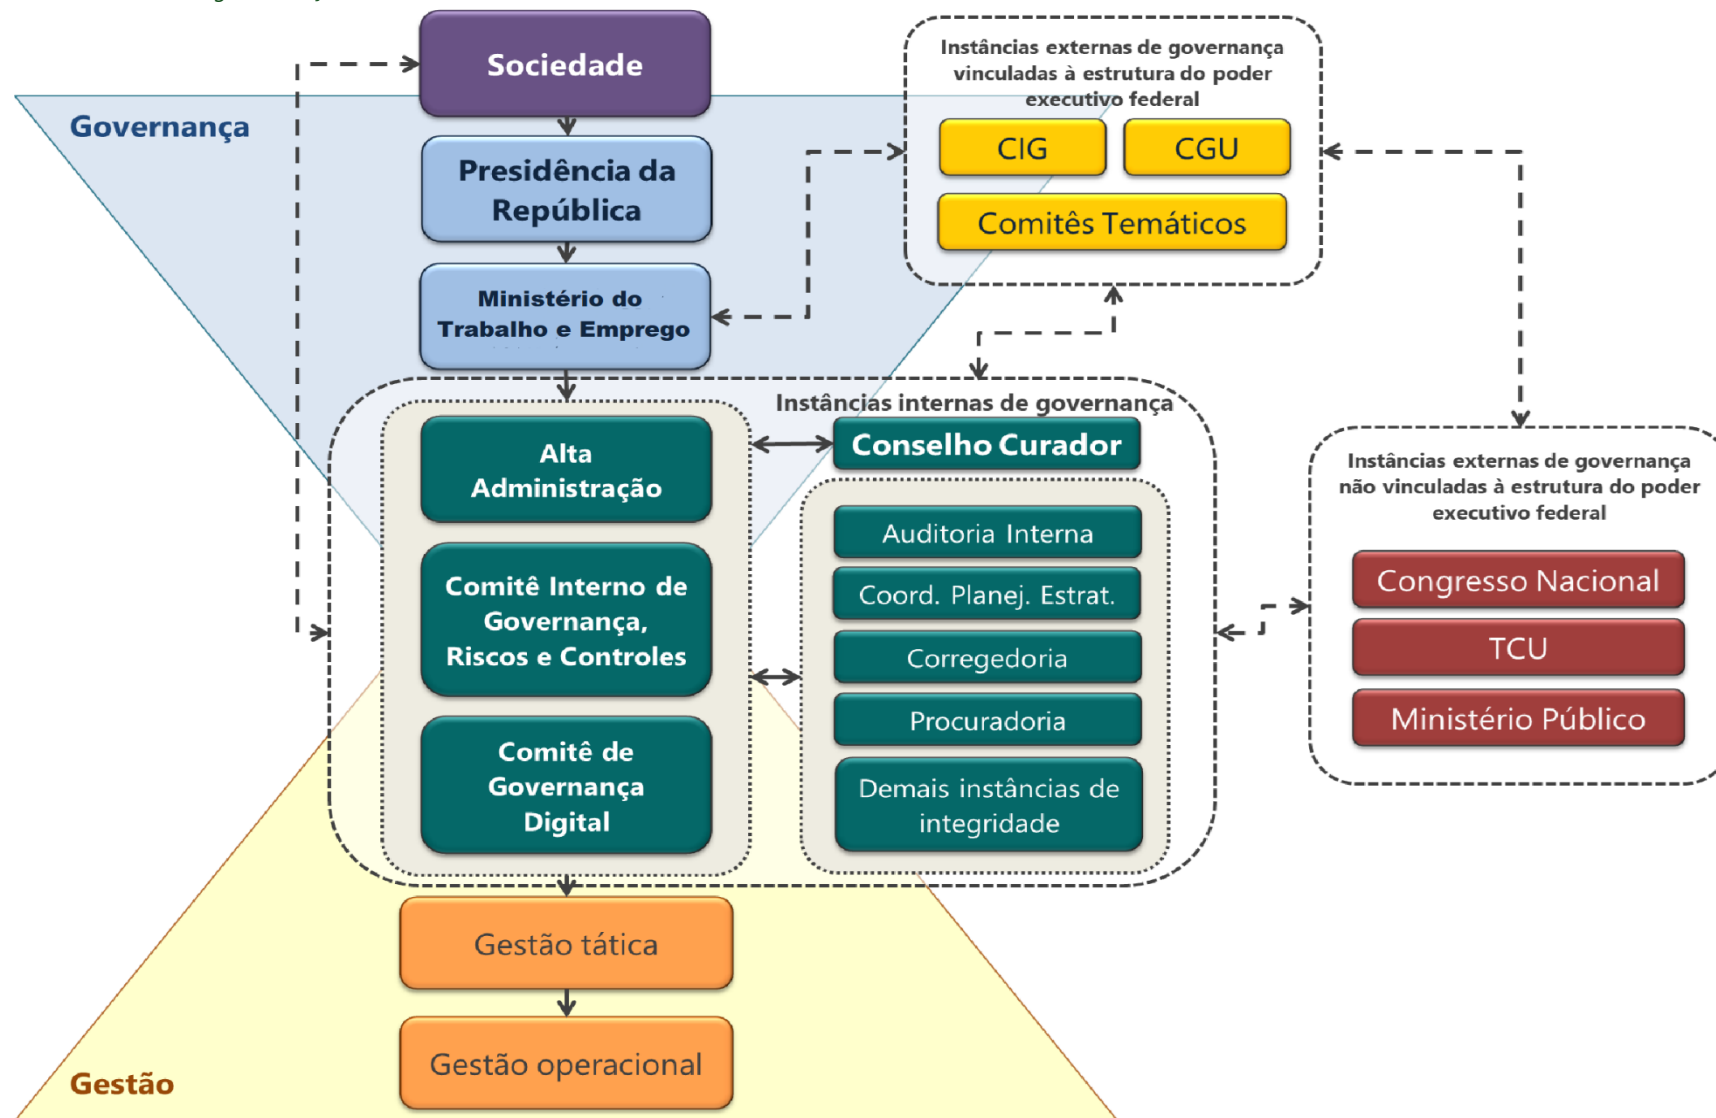 Sociedade
Governança
Presidência da
República
Ministério do
Trabalho e Emprego
Instâncias externas de governança
vinculadas à estrutura do poder
executivo federal
CIG
CGU
Comitês Temáticos
Instâncias internas de governança
Alta
Administração
Comitê Interno de
Governança,
Riscos e Controles
Comitê de
Governança
Digital
Conselho Curador
Auditoria Interna
Coord. Planej. Estrat.
Corregedoria
Procuradoria
Demais instâncias de
integridade
Instâncias externas de governança
não vinculadas à estrutura do poder
executivo federal
Congresso Nacional
TCU
Ministério Público
Gestão tática
Gestão operacional
Gestão